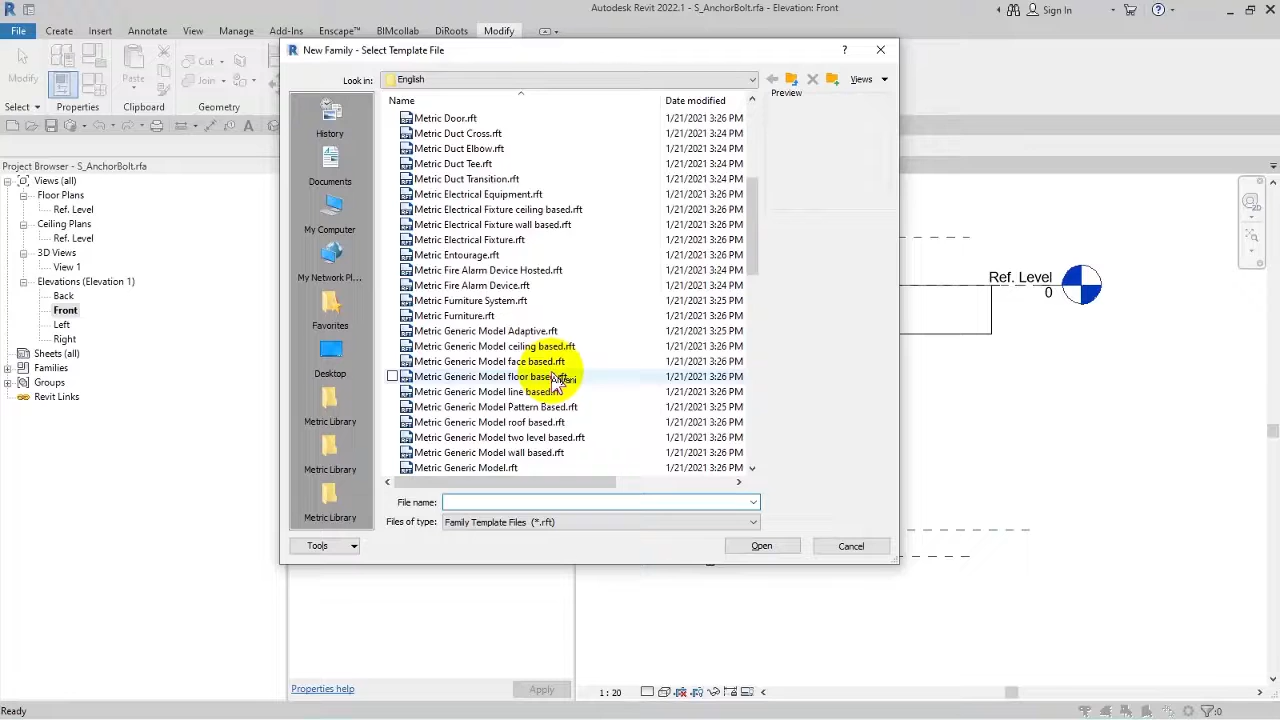 Autodesk Revit 2022.1 - S_AnchorBolt.rfa - Elevation: Front
Sign In
File Create Insert Annotate View Manage Add-Ins Enscape™ BIMcollab DiRoots Modify
New Family - Select Template File
Modify
Cut
Join
Paste
Select Properties Clipboard Geometry
Project Browser - S_AnchorBolt.rfa
Views (all)
Floor Plans
Ref. Level
Ceiling Plans
Ref. Level
3D Views
View 1
Elevations (Elevation 1)
Back
Front
Left
Right
Sheets (all)
Families
Groups
Revit Links
Look in: English
Views
Preview
History
Documents
My Computer
My Network Pl...
Favorites
Desktop
Metric Library
Metric Library
Metric Library
Name Date modified
Metric Door.rft 1/21/2021 3:26 PM
Metric Duct Cross.rft 1/21/2021 3:24 PM
Metric Duct Elbow.rft 1/21/2021 3:24 PM
Metric Duct Tee.rft 1/21/2021 3:24 PM
Metric Duct Transition.rft 1/21/2021 3:24 PM
Metric Electrical Equipment.rft 1/21/2021 3:26 PM
Metric Electrical Fixture ceiling based.rft 1/21/2021 3:26 PM
Metric Electrical Fixture wall based.rft 1/21/2021 3:26 PM
Metric Electrical Fixture.rft 1/21/2021 3:26 PM
Metric Entourage.rft 1/21/2021 3:26 PM
Metric Fire Alarm Device Hosted.rft 1/21/2021 3:24 PM
Metric Fire Alarm Device.rft 1/21/2021 3:24 PM
Metric Furniture System.rft 1/21/2021 3:25 PM
Metric Furniture.rft 1/21/2021 3:26 PM
Metric Generic Model Adaptive.rft 1/21/2021 3:25 PM
Metric Generic Model ceiling based.rft 1/21/2021 3:26 PM
Metric Generic Model face based.rft 1/21/2021 3:26 PM
Metric Generic Model floor based.rft 1/21/2021 3:26 PM
Metric Generic Model line based.rft 1/21/2021 3:26 PM
Metric Generic Model Pattern Based.rft 1/21/2021 3:25 PM
Metric Generic Model roof based.rft 1/21/2021 3:26 PM
Metric Generic Model two level based.rft 1/21/2021 3:26 PM
Metric Generic Model wall based.rft 1/21/2021 3:26 PM
Metric Generic Model.rft 1/21/2021 3:26 PM
File name:
Files of type: Family Template Files (*.rft)
Tools Open Cancel
Ref. Level
0
Properties help Apply
1 : 20
Ready
:0